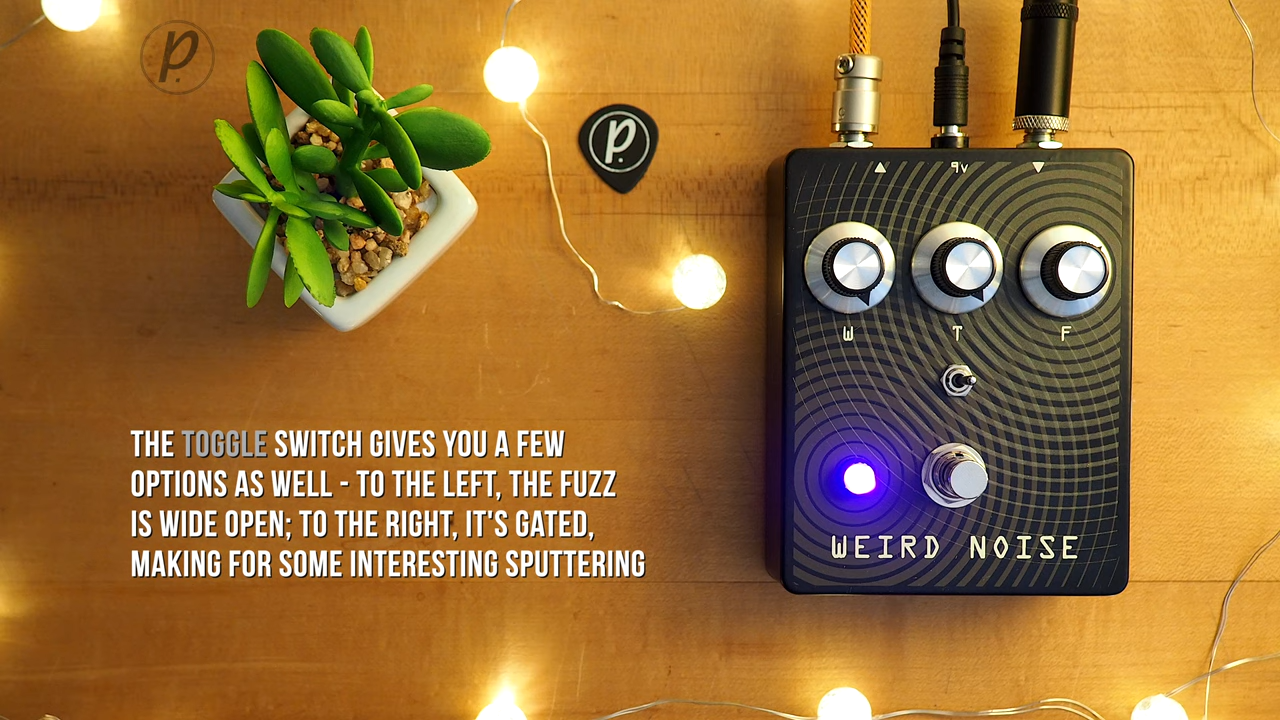 p.
p.
▲ 9V ▼
W T F
THE TOGGLE SWITCH GIVES YOU A FEW
OPTIONS AS WELL - TO THE LEFT, THE FUZZ
IS WIDE OPEN; TO THE RIGHT, IT'S GATED,
MAKING FOR SOME INTERESTING SPUTTERING
WEIRD NOISE